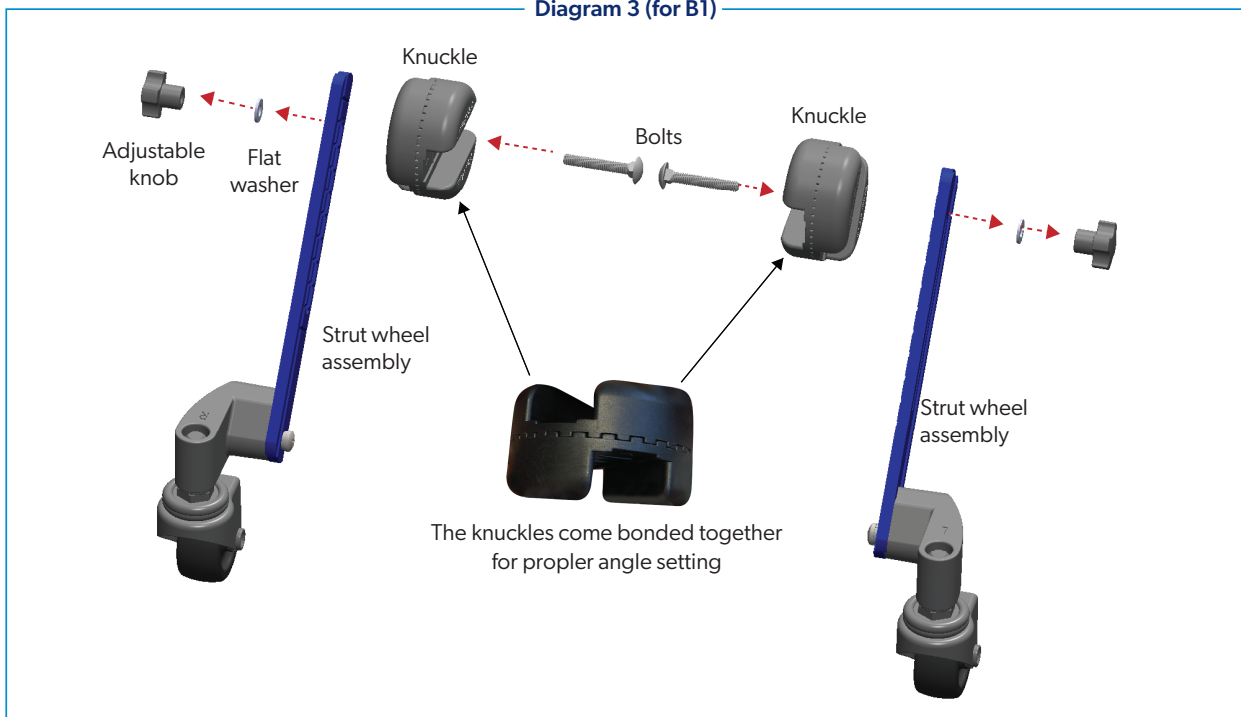 Diagram 3 (for B1)
Knuckle
Knuckle
Bolts
Adjustable
knob
Flat
washer
Strut wheel
assembly
Strut wheel
assembly
The knuckles come bonded together
for propler angle setting